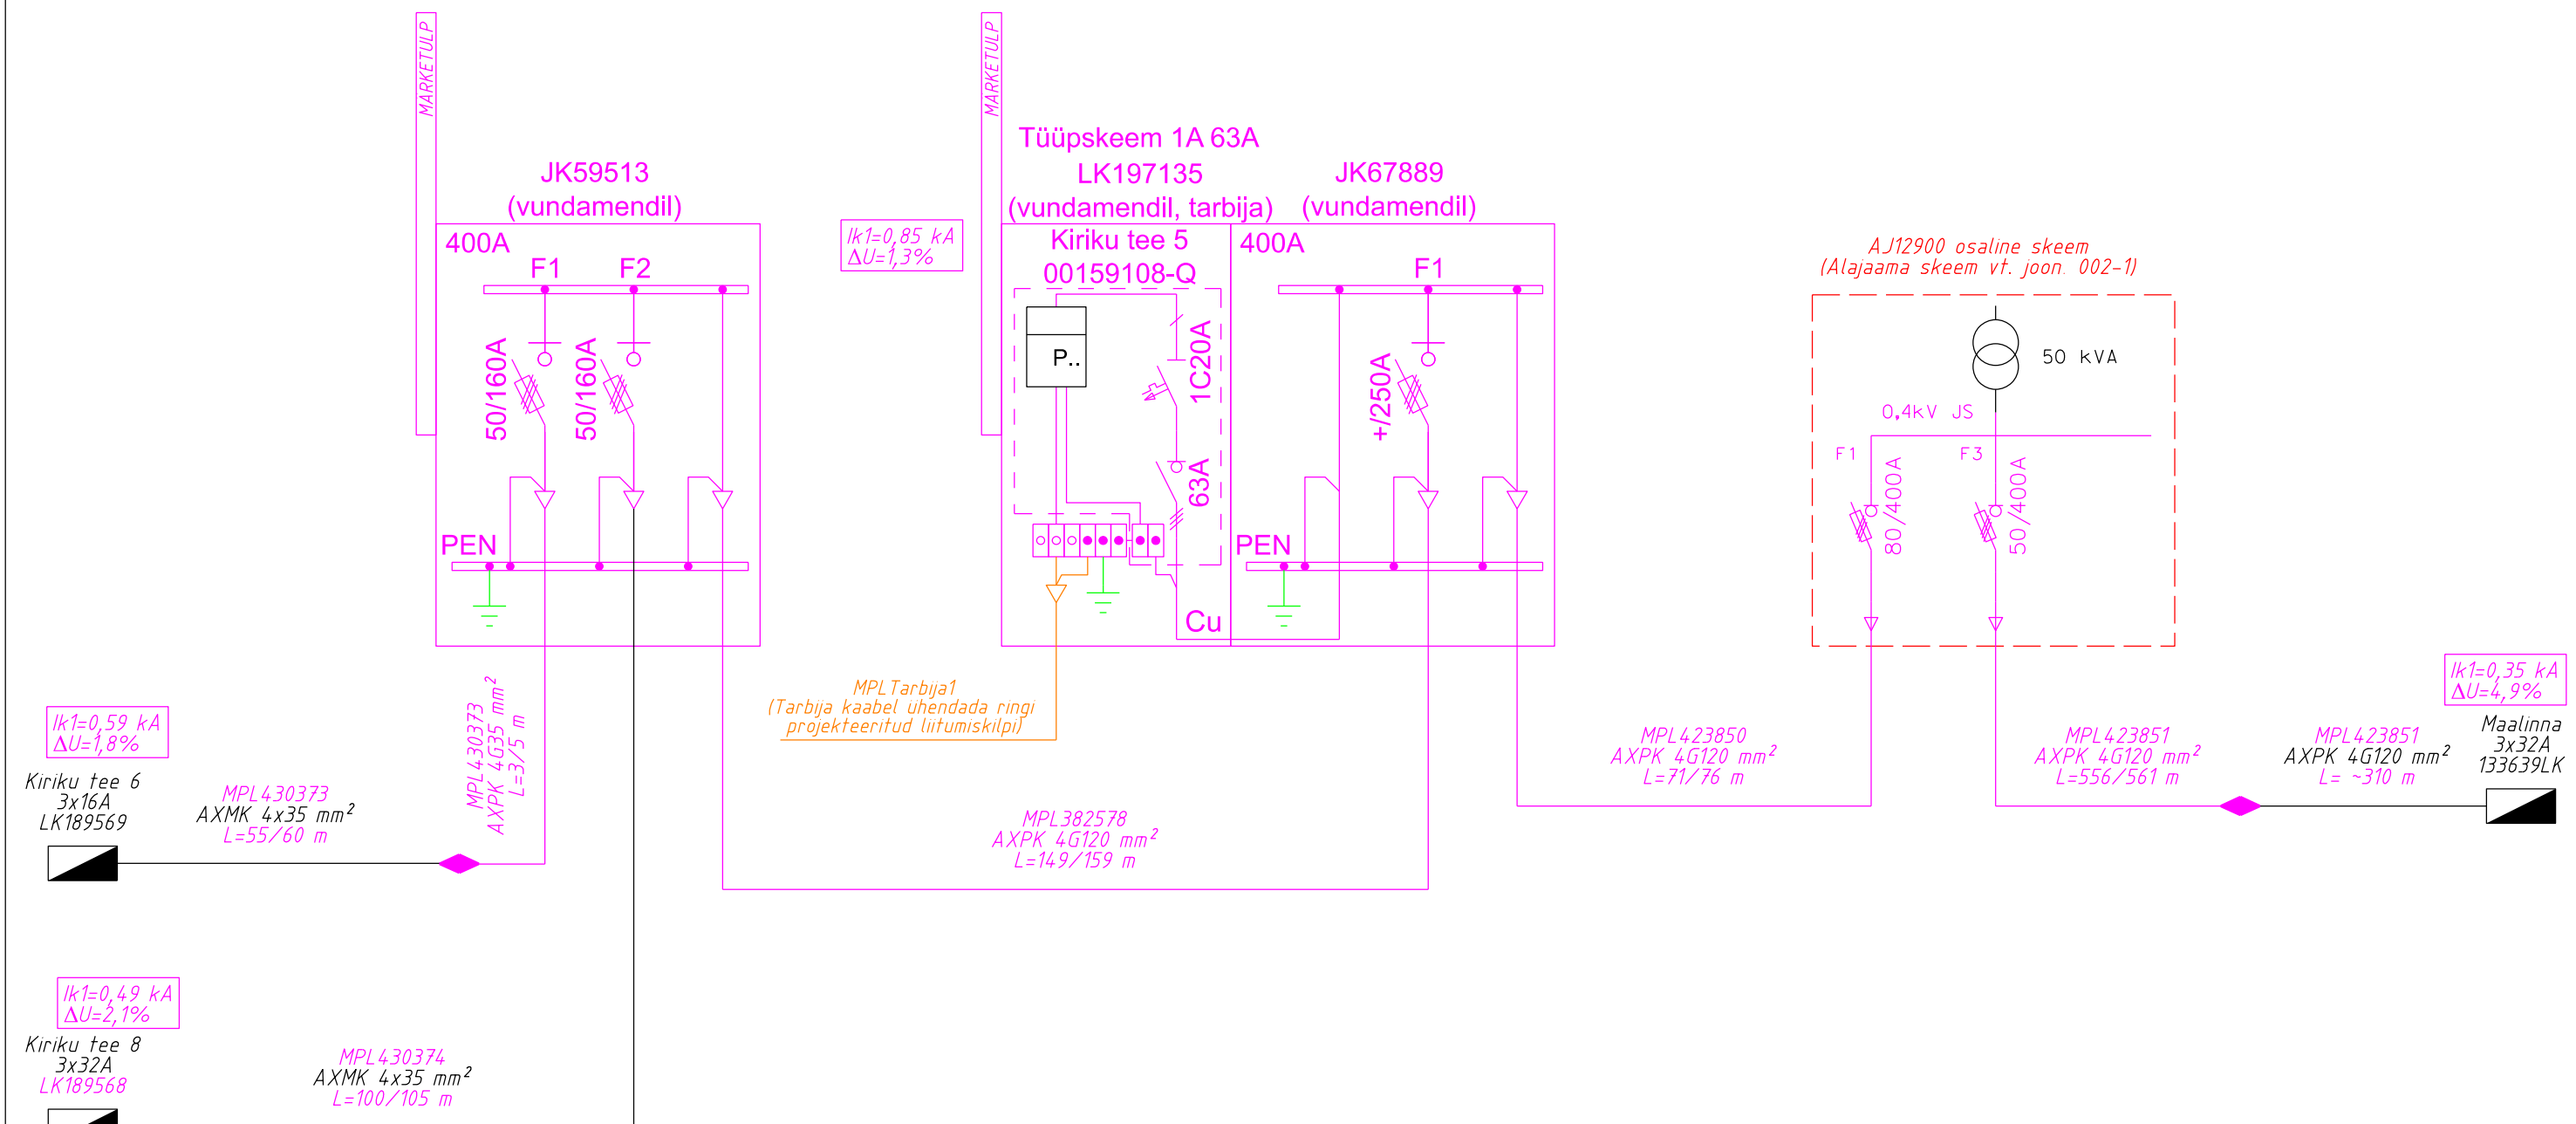 MARKETULP
JK59513
(vundamendil)
400A
F1
F2
50/160A
50/160A
PEN
MARKETULP
Ik1=0,85 kA
ΔU=1,3%
Tüüpskeem 1A 63A
LK197135
(vundamendil, tarbija)
Kiriku tee 5
00159108-Q
P..
1C20A
63A
Cu
JK67889
(vundamendil)
400A
F1
+/250A
PEN
AJ12900 osaline skeem
(Alajaama skeem vt. joon. 002-1)
50 kVA
0,4kV JS
F1
F3
80/400A
50/400A
Ik1=0,59 kA
ΔU=1,8%
Kiriku tee 6
3x16A
LK189569
MPL430373
AXMK 4x35 mm²
L=55/60 m
MPL430373
AXPK 4G35 mm²
L=3/5 m
MPLTarbija1
(Tarbija kaabel ühendada ringi
projekteeritud liitumiskilpi)
MPL382578
AXPK 4G120 mm²
L=149/159 m
MPL423850
AXPK 4G120 mm²
L=71/76 m
MPL423851
AXPK 4G120 mm²
L=556/561 m
MPL423851
AXPK 4G120 mm²
L= ~310 m
Ik1=0,35 kA
ΔU=4,9%
Maalinna
3x32A
133639LK
Ik1=0,49 kA
ΔU=2,1%
Kiriku tee 8
3x32A
LK189568
MPL430374
AXMK 4x35 mm²
L=100/105 m